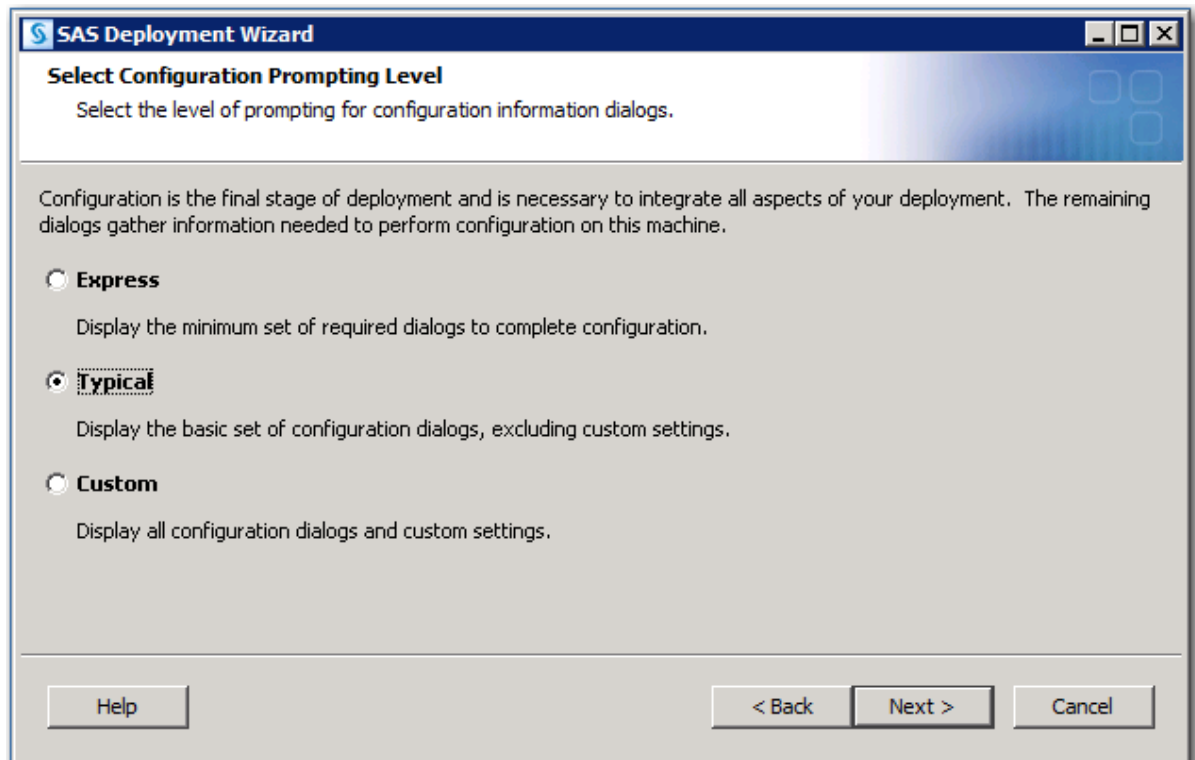 SAS Deployment Wizard
Select Configuration Prompting Level
Select the level of prompting for configuration information dialogs.
Configuration is the final stage of deployment and is necessary to integrate all aspects of your deployment. The remaining
dialogs gather information needed to perform configuration on this machine.
Express
Display the minimum set of required dialogs to complete configuration.
Typical
Display the basic set of configuration dialogs, excluding custom settings.
Custom
Display all configuration dialogs and custom settings.
Help
< Back
Next >
Cancel